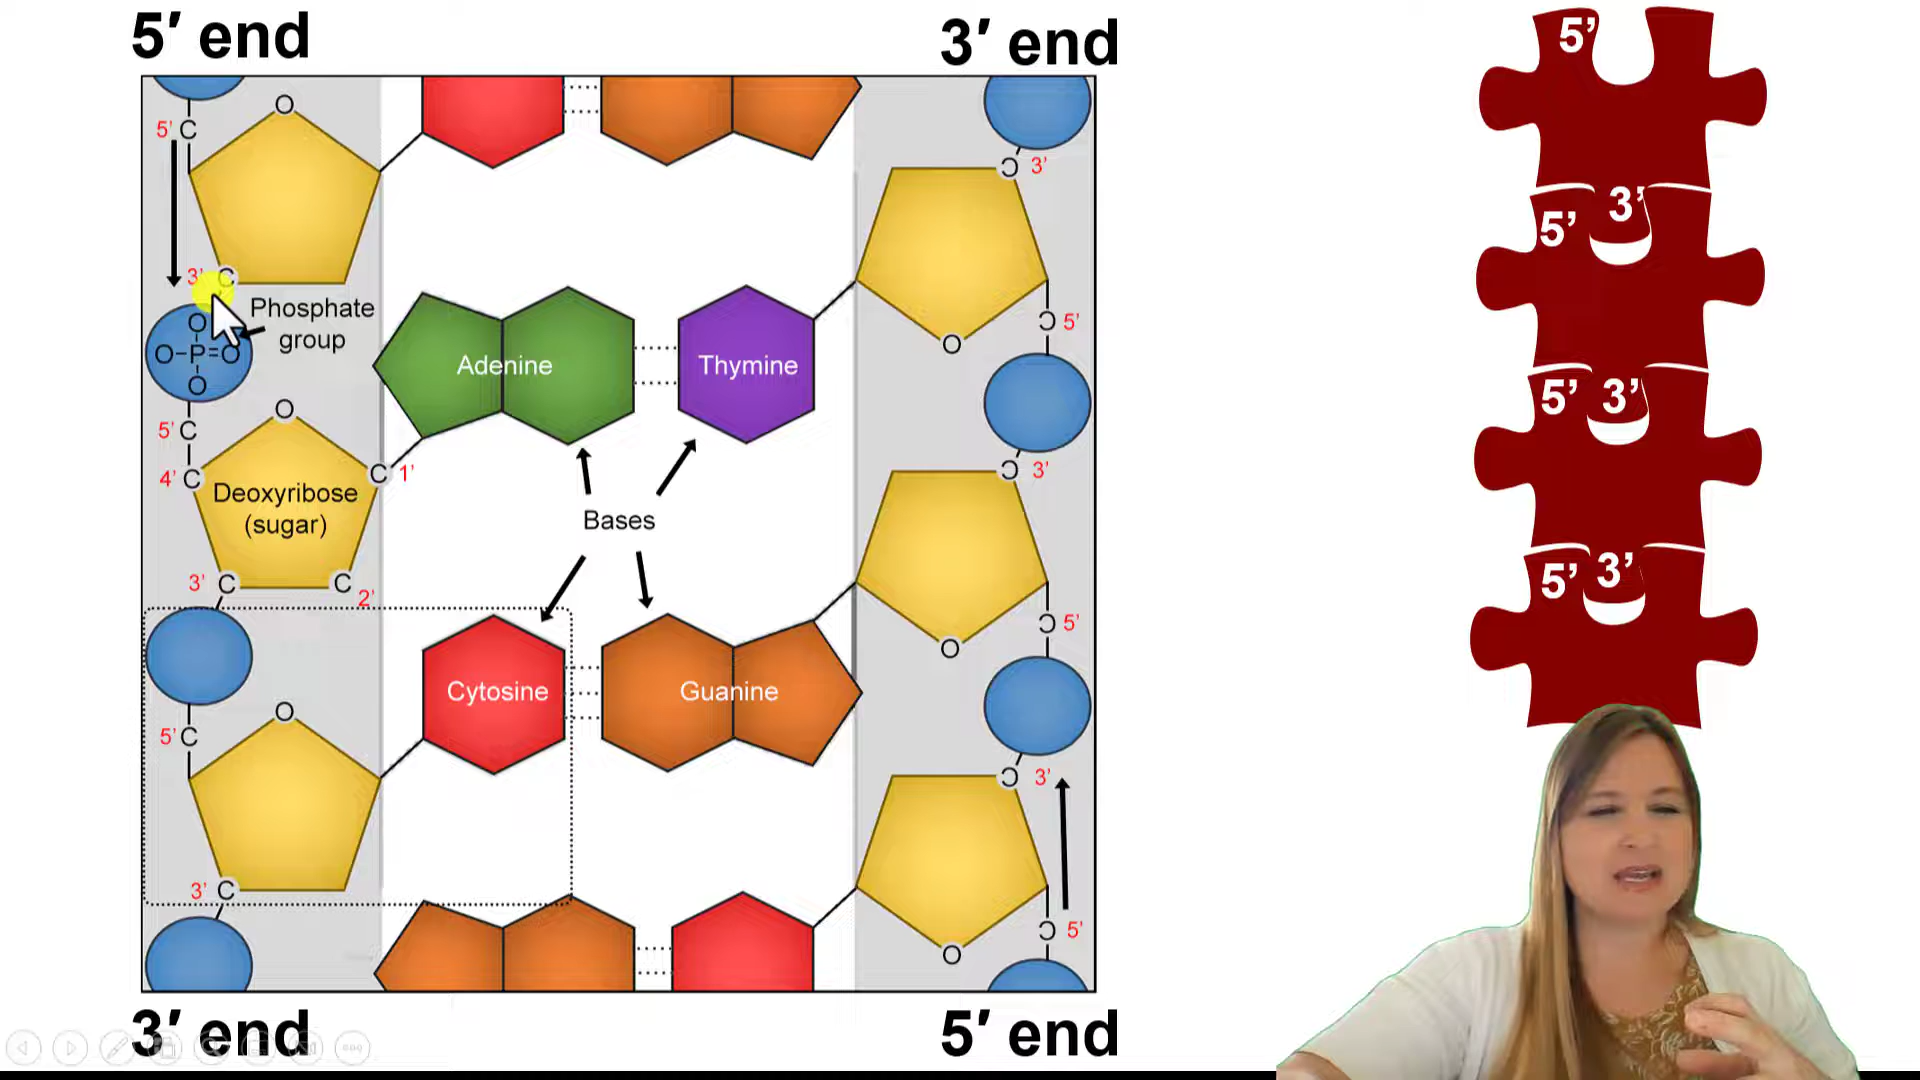 5′ end
3′ end
O
5’ C
C 3’
3’ C
Phosphate
group
O
O-P=O
O
Adenine
Thymine
C 5’
O
O
5’ C
4’ C
C 1’
Deoxyribose
(sugar)
C 3’
Bases
3’ C
C
2’
C 5’
O
Cytosine
Guanine
O
5’ C
C 3’
3’ C
C 5’
O
3′ end
5′ end
5’
3’
5’
5’ 3’
5’ 3’